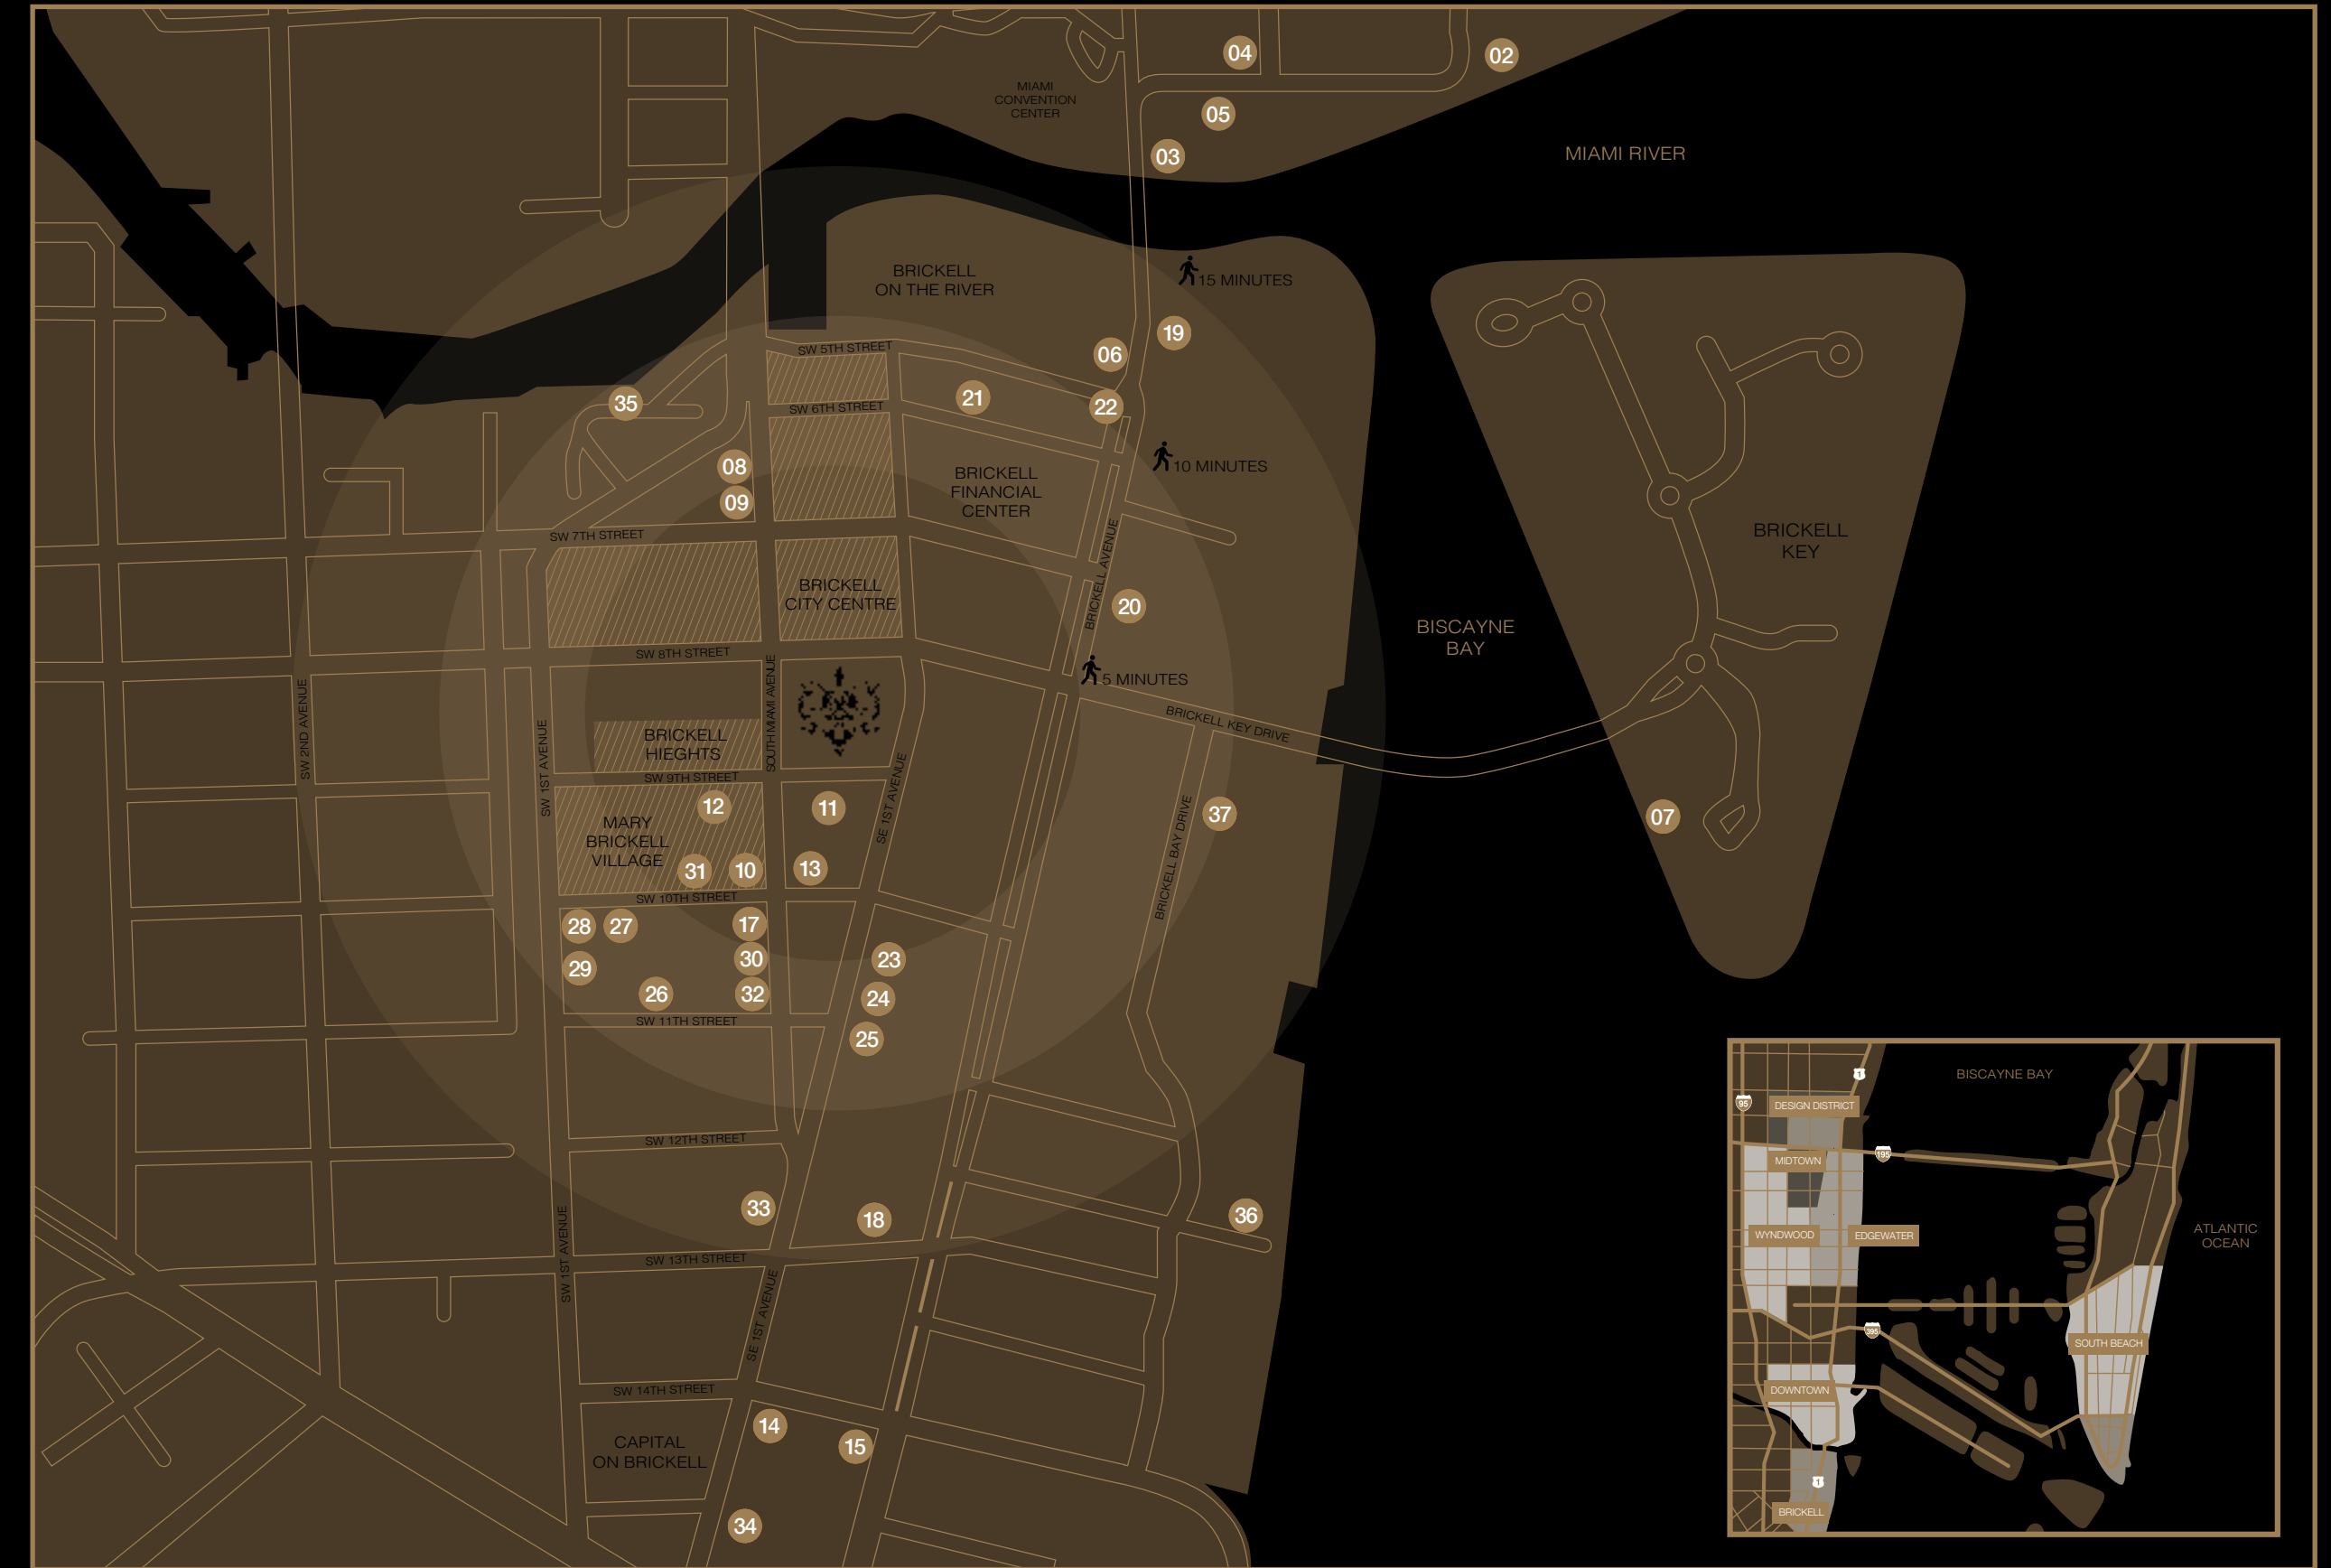 04
02
MIAMI
CONVENTION
CENTER
05
03
MIAMI RIVER
BRICKELL
ON THE RIVER
15 MINUTES
19
SW 5TH STREET
06
35
21
22
SW 6TH STREET
08
10 MINUTES
BRICKELL
FINANCIAL
CENTER
09
SW 7TH STREET
BRICKELL
KEY
BRICKELL AVENUE
BRICKELL
CITY CENTRE
20
BISCAYNE
BAY
SW 8TH STREET
5 MINUTES
SW 2ND AVENUE
SOUTH MIAMI AVENUE
BRICKELL KEY DRIVE
BRICKELL
HIEGHTS
SW 1ST AVENUE
SW 9TH STREET
SE 1ST AVENUE
12
11
37
07
MARY
BRICKELL
VILLAGE
BRICKELL BAY DRIVE
31
10
13
SW 10TH STREET
28
27
17
30
23
29
26
32
24
SW 11TH STREET
25
SW 12TH STREET
33
18
36
SW 1ST AVENUE
SW 13TH STREET
SE 1ST AVENUE
SW 14TH STREET
14
CAPITAL
ON BRICKELL
15
34
1
BISCAYNE BAY
95
DESIGN DISTRICT
195
MIDTOWN
WYNDWOOD
EDGEWATER
ATLANTIC
OCEAN
395
SOUTH BEACH
DOWNTOWN
1
BRICKELL